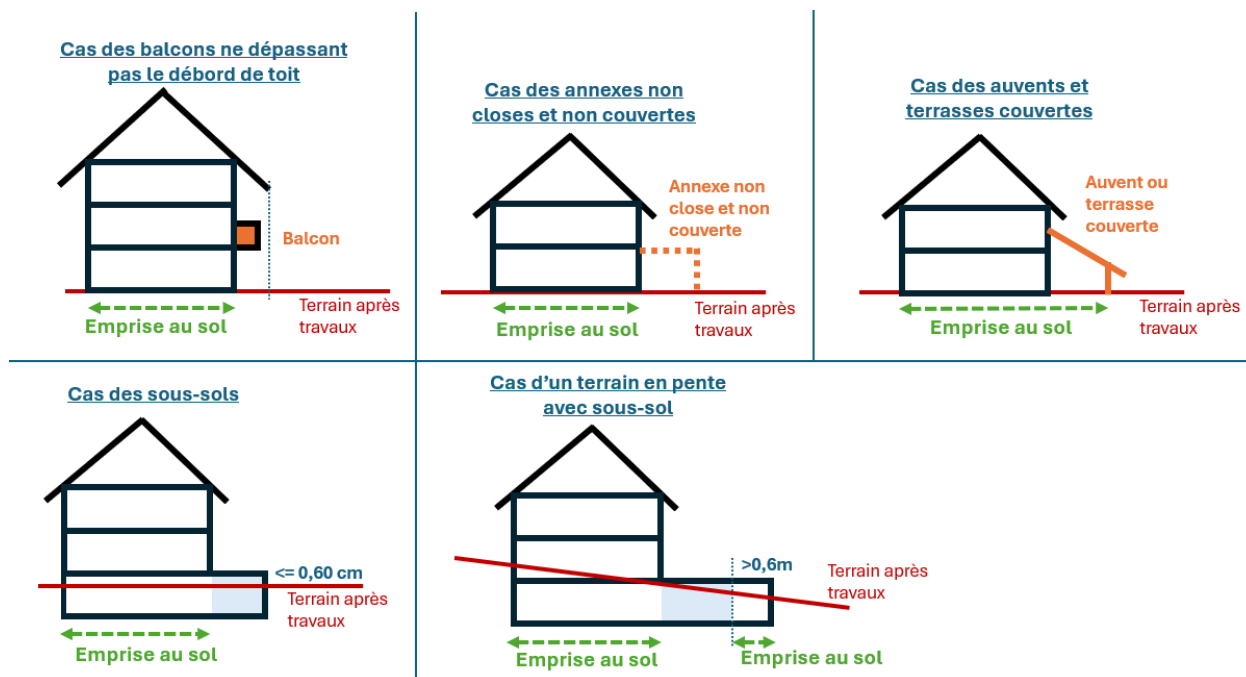 Cas des balcons ne dépassant
pas le débord de toit
Balcon
Terrain après
travaux
Emprise au sol
Cas des annexes non
closes et non couvertes
Annexe non
close et non
couverte
Terrain après
travaux
Emprise au sol
Cas des auvents et
terrasses couvertes
Auvent ou
terrasse
couverte
Terrain après
travaux
Emprise au sol
Cas des sous-sols
<= 0,60 cm
Terrain après
travaux
Emprise au sol
Cas d'un terrain en pente
avec sous-sol
>0,6m
Terrain après
travaux
Emprise au sol
Emprise au sol